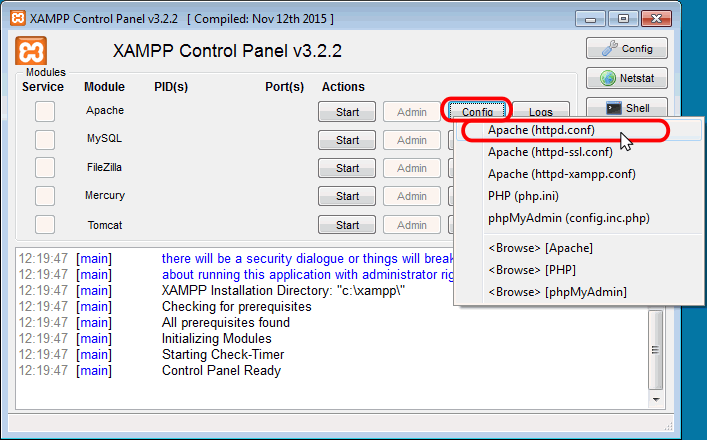 XAMPP Control Panel v3.2.2 [ Compiled: Nov 12th 2015 ]
XAMPP Control Panel v3.2.2
Config
Modules
Service Module PID(s) Port(s) Actions
Netstat
Apache Start Admin Config Logs
Shell
MySQL Start Admin
FileZilla Start Admin
Mercury Start Admin
Tomcat Start Admin
Apache (httpd.conf)
Apache (httpd-ssl.conf)
Apache (httpd-xampp.conf)
PHP (php.ini)
phpMyAdmin (config.inc.php)
<Browse> [Apache]
<Browse> [PHP]
<Browse> [phpMyAdmin]
12:19:47 [main] there will be a security dialogue or things will break
12:19:47 [main] about running this application with administrator
12:19:47 [main] XAMPP Installation Directory: "c:\xampp\"
12:19:47 [main] Checking for prerequisites
12:19:47 [main] All prerequisites found
12:19:47 [main] Initializing Modules
12:19:47 [main] Starting Check-Timer
12:19:47 [main] Control Panel Ready